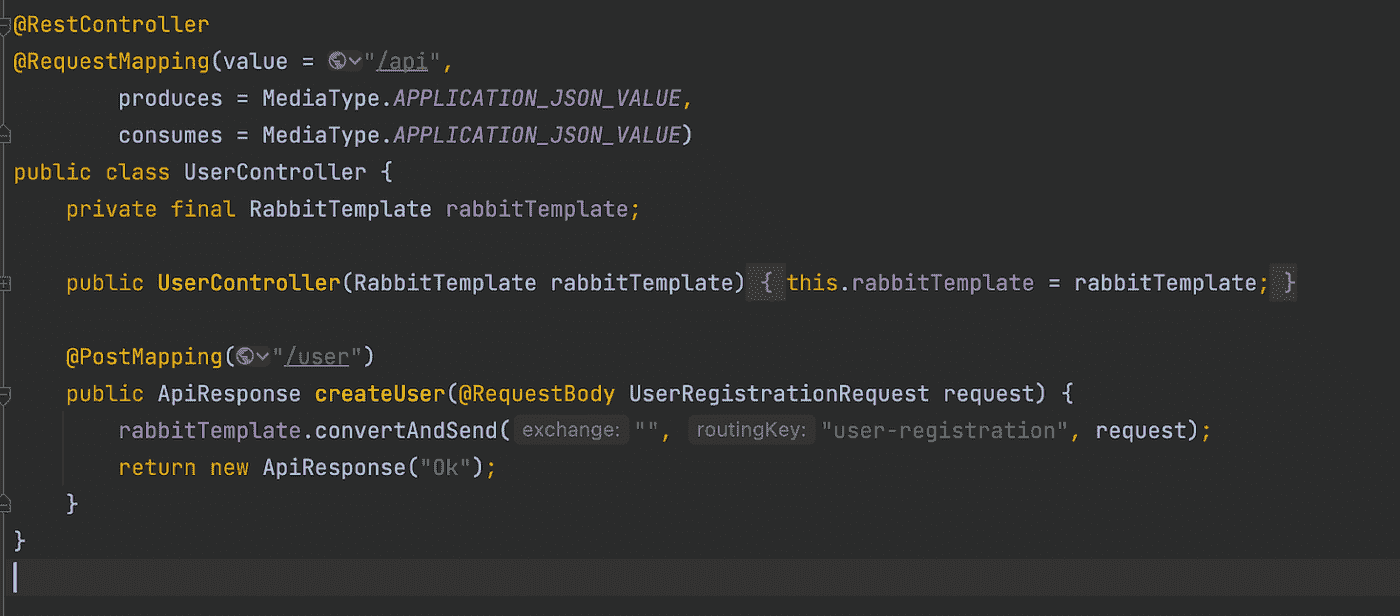 @RestController
@RequestMapping(value = "/api",
        produces = MediaType.APPLICATION_JSON_VALUE,
        consumes = MediaType.APPLICATION_JSON_VALUE)
public class UserController {
    private final RabbitTemplate rabbitTemplate;
    public UserController(RabbitTemplate rabbitTemplate) { this.rabbitTemplate = rabbitTemplate; }
    @PostMapping("/user")
    public ApiResponse createUser(@RequestBody UserRegistrationRequest request) {
        rabbitTemplate.convertAndSend( exchange: "", routingKey: "user-registration", request);
        return new ApiResponse("Ok");
    }
}